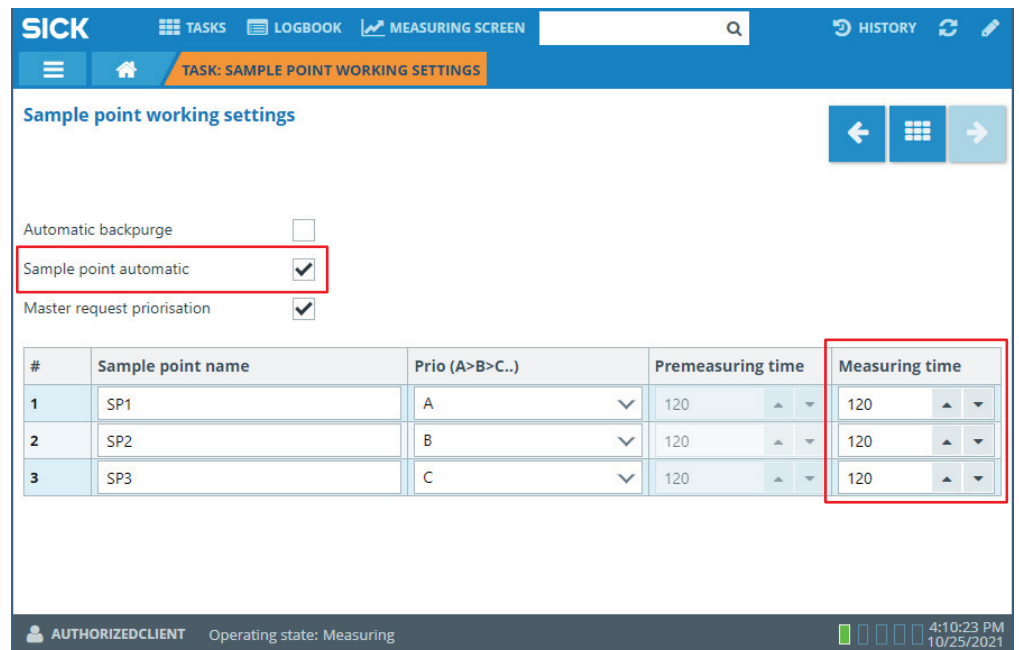 SICK TASKS LOGBOOK MEASURING SCREEN HISTORY
TASK: SAMPLE POINT WORKING SETTINGS
Sample point working settings
Automatic backpurge
Sample point automatic
Master request priorisation
# Sample point name Prio (A>B>C..) Premeasuring time Measuring time
1 SP1 A 120 120
2 SP2 B 120 120
3 SP3 C 120 120
AUTHORIZEDCLIENT Operating state: Measuring 4:10:23 PM
10/25/2021